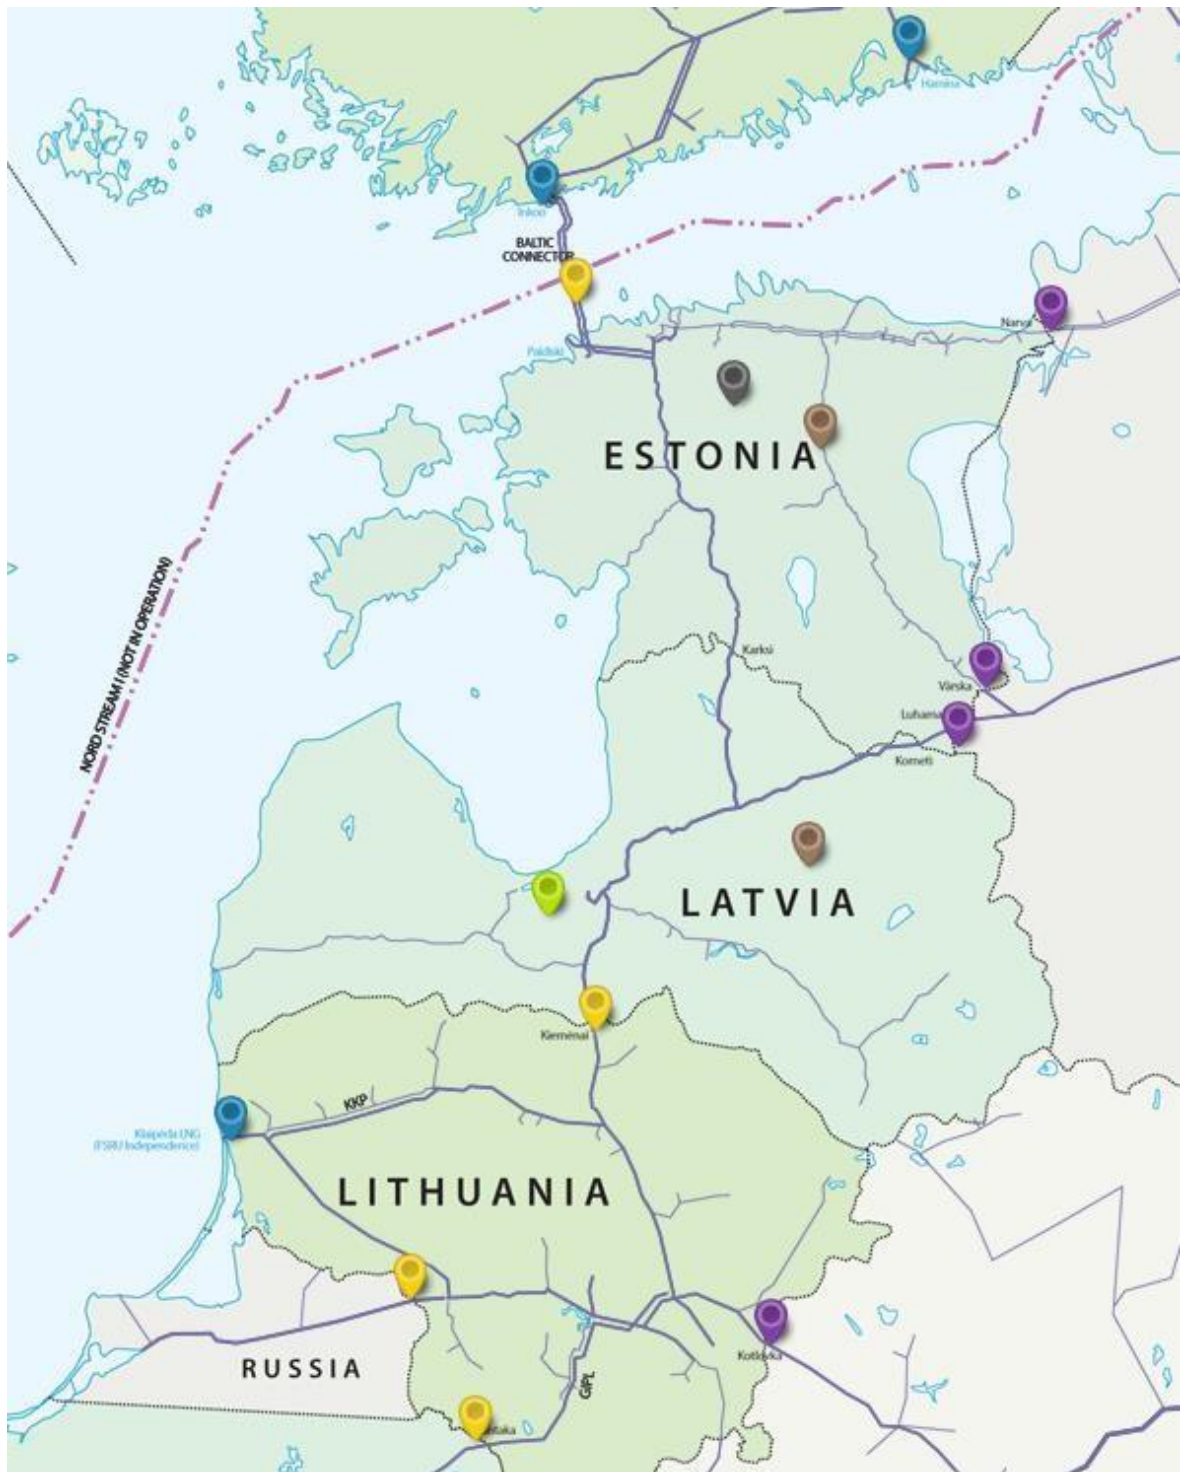 Hamina
Inkoo
BALTIC
CONNECTOR
Narva
Paldiski
ESTONIA
NORD STREAM I (NOT IN OPERATION)
Karksi
Värska
Luhamaa
Korneti
LATVIA
Kiemenai
KKP
Klaipėda LNG
(FSRU Independence)
LITHUANIA
RUSSIA
Kotlovka
GIPL